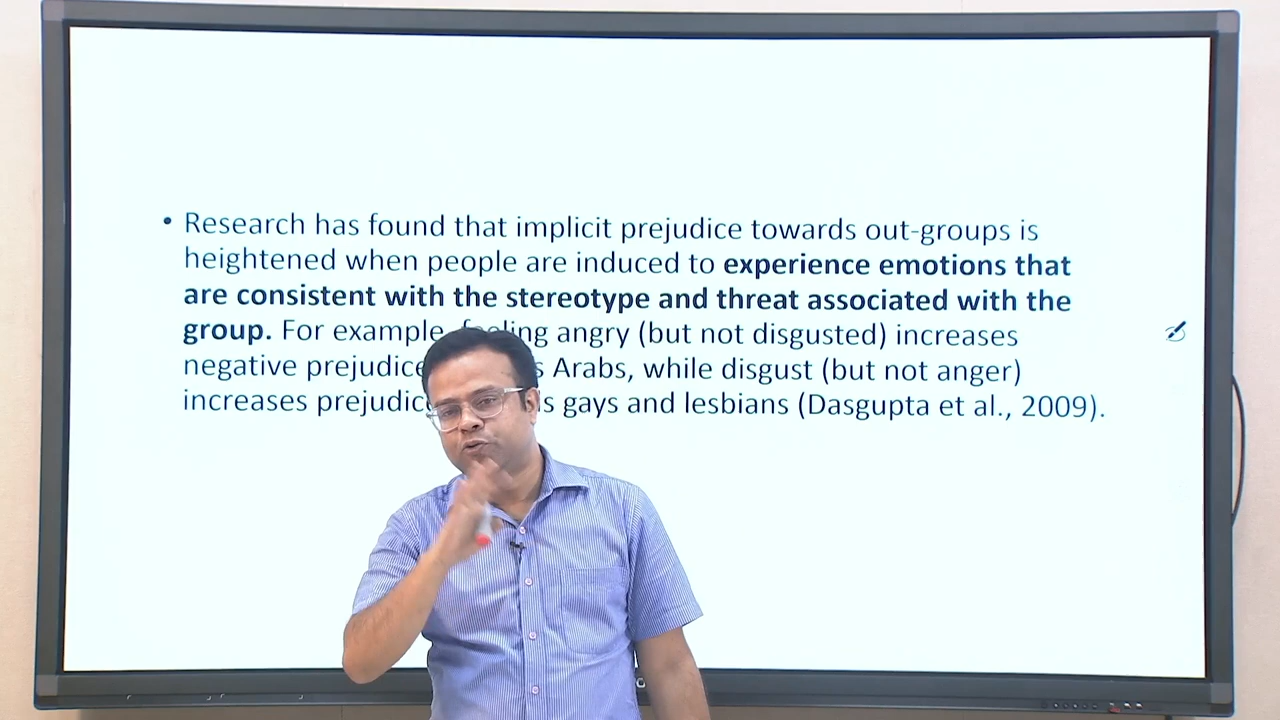 • Research has found that implicit prejudice towards out-groups is
heightened when people are induced to experience emotions that
are consistent with the stereotype and threat associated with the
group. For example, feeling angry (but not disgusted) increases
negative prejudice Arabs, while disgust (but not anger)
increases gays and lesbians (Dasgupta et al., 2009).